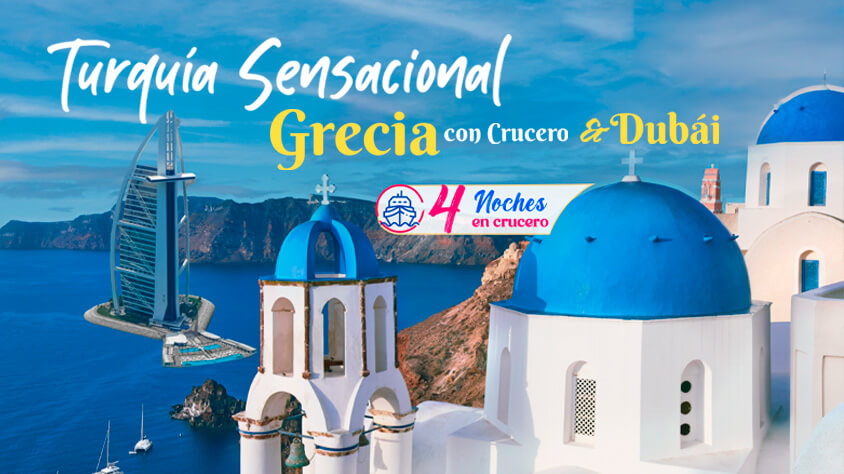 Turquía Sensacional
Grecia con Crucero & Dubái
4 Noches
en crucero